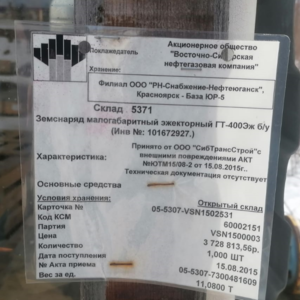 Поклажедатель
Акционерное общество
"Восточно-Сибирская
нефтегазовая компания"
Хранение:
Филиал ООО "РН-Снабжение-Нефтеюганск",
Красноярск - База ЮР-5
Склад 5371
Земснаряд малогабаритный эжекторный ГТ-400Эж б/у
(Инв №: 101672927.)
Характеристика:
Принято от ООО "СибТрансСтрой"с
внешними повреждениями АКТ
№ЮТМ15/08-2 от 15.08.2015г.
Техническая документация отсутствует
Основные средства
Условия хранения: Открытый склад
Карточка № 05-5307-VSN1502531
Код КСМ 60002151
Партия VSN1500003
Цена 3 728 813,56р.
Количество 1,000 ШТ
Дата поступления 15.08.2015
№ Акта приема 05-5307-7300481609
Вес за ед. 11,0800 Т